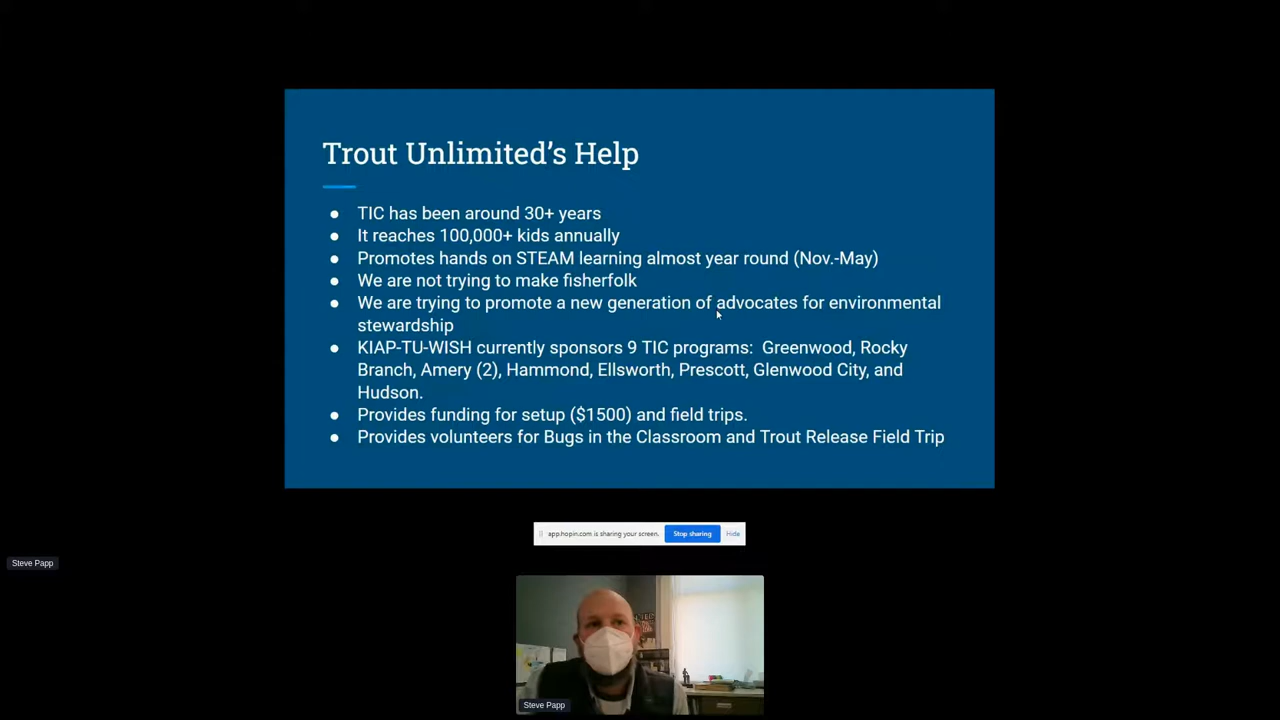 Trout Unlimited's Help
● TIC has been around 30+ years
● It reaches 100,000+ kids annually
● Promotes hands on STEAM learning almost year round (Nov.-May)
● We are not trying to make fisherfolk
● We are trying to promote a new generation of advocates for environmental
stewardship
● KIAP-TU-WISH currently sponsors 9 TIC programs:  Greenwood, Rocky
Branch, Amery (2), Hammond, Ellsworth, Prescott, Glenwood City, and
Hudson.
● Provides funding for setup ($1500) and field trips.
● Provides volunteers for Bugs in the Classroom and Trout Release Field Trip
app.hopin.com is sharing your screen. Stop sharing Hide
Steve Papp
Steve Papp